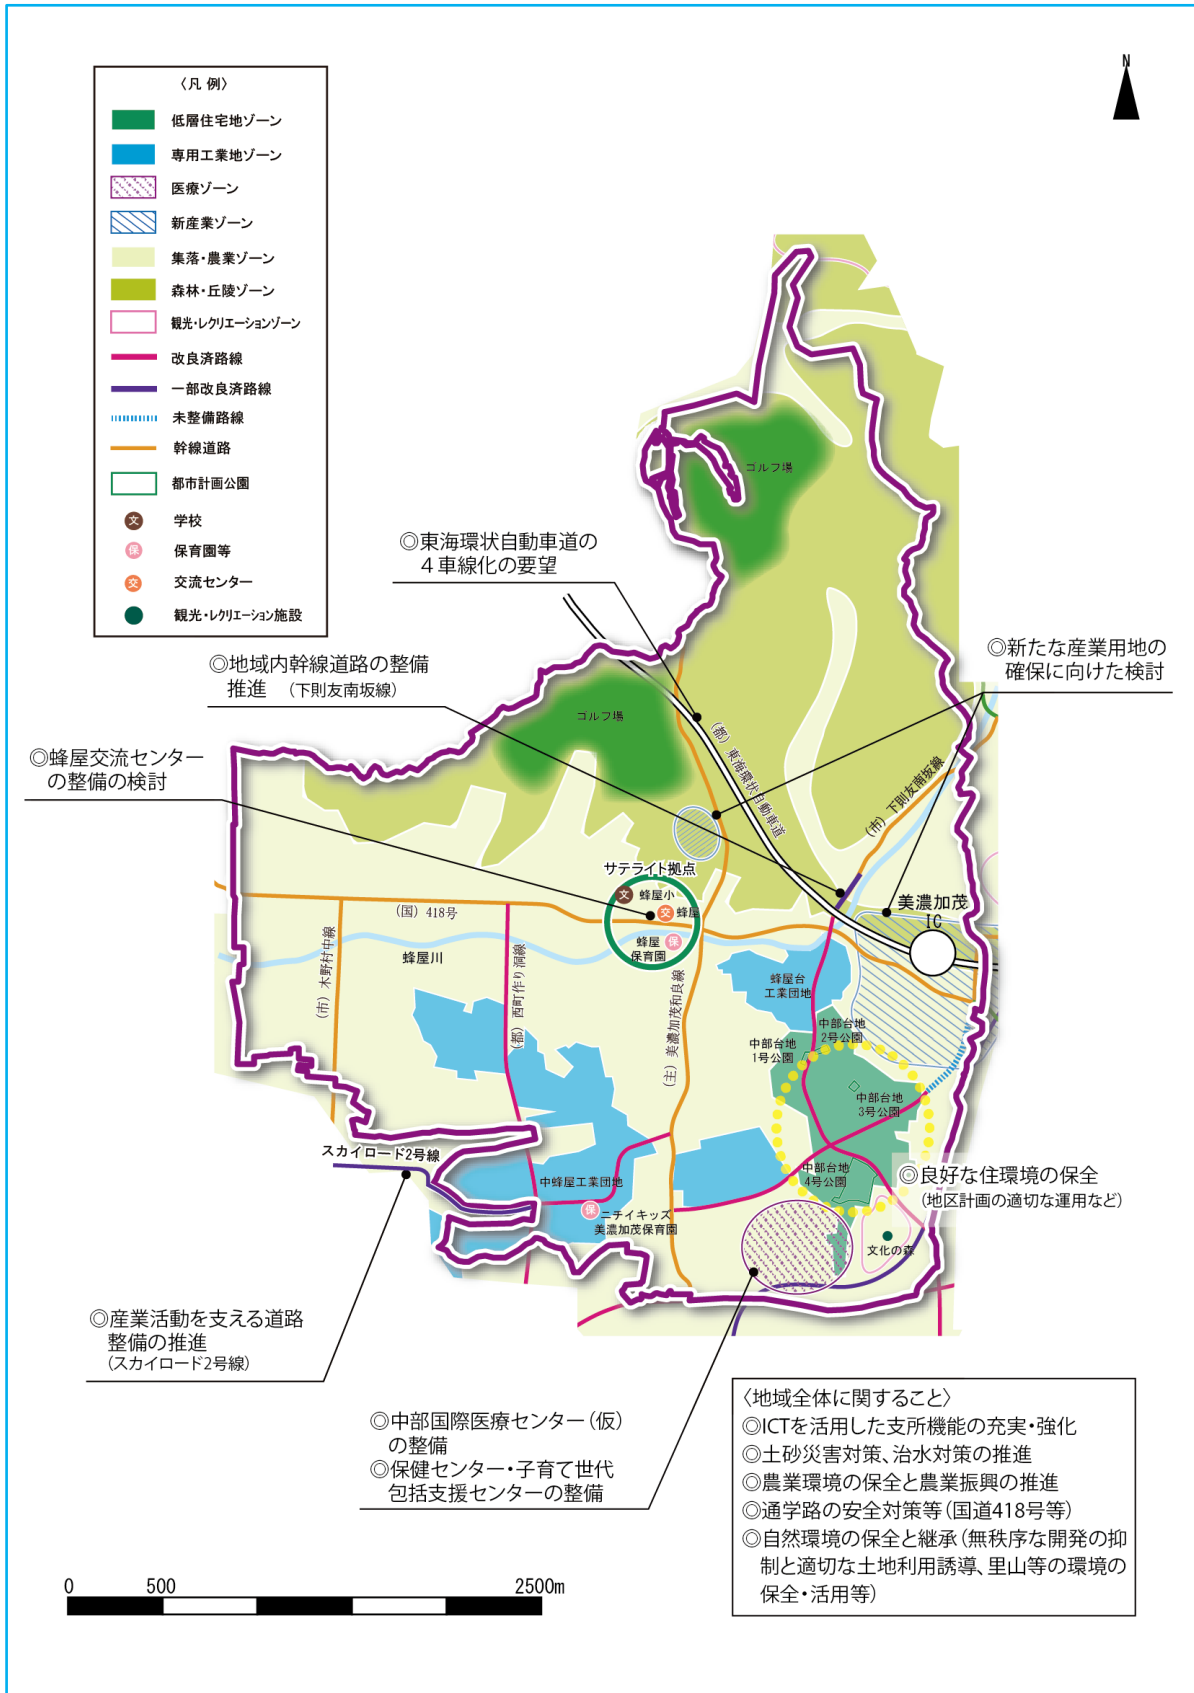 N
〈凡 例〉
低層住宅地ゾーン
専用工業地ゾーン
医療ゾーン
新産業ゾーン
集落・農業ゾーン
森林・丘陵ゾーン
観光・レクリエーションゾーン
改良済路線
一部改良済路線
未整備路線
幹線道路
都市計画公園
文 学校
保 保育園等
交 交流センター
観光・レクリエーション施設
ゴルフ場
◎東海環状自動車道の
4車線化の要望
◎地域内幹線道路の整備
推進 (下則友南坂線)
◎新たな産業用地の
確保に向けた検討
ゴルフ場
(都)東海環状自動車道
(市)下則友南坂線
◎蜂屋交流センター
の整備の検討
サテライト拠点
文 蜂屋小
交 蜂屋
保
蜂屋
保育園
美濃加茂
IC
(国)418号
蜂屋川
(市)木野村中線
(都)西町作り洞線
(主)美濃加茂和良線
蜂屋台
工業団地
中部台地
2号公園
中部台地
1号公園
中部台地
3号公園
中部台地
4号公園
スカイロード2号線
中蜂屋工業団地
保 ニチイキッズ
美濃加茂保育園
◎良好な住環境の保全
(地区計画の適切な運用など)
文化の森
◎産業活動を支える道路
整備の推進
(スカイロード2号線)
◎中部国際医療センター(仮)
の整備
◎保健センター・子育て世代
包括支援センターの整備
〈地域全体に関すること〉
◎ICTを活用した支所機能の充実・強化
◎土砂災害対策、治水対策の推進
◎農業環境の保全と農業振興の推進
◎通学路の安全対策等(国道418号等)
◎自然環境の保全と継承(無秩序な開発の抑
制と適切な土地利用誘導、里山等の環境の
保全・活用等)
0 500 2500m